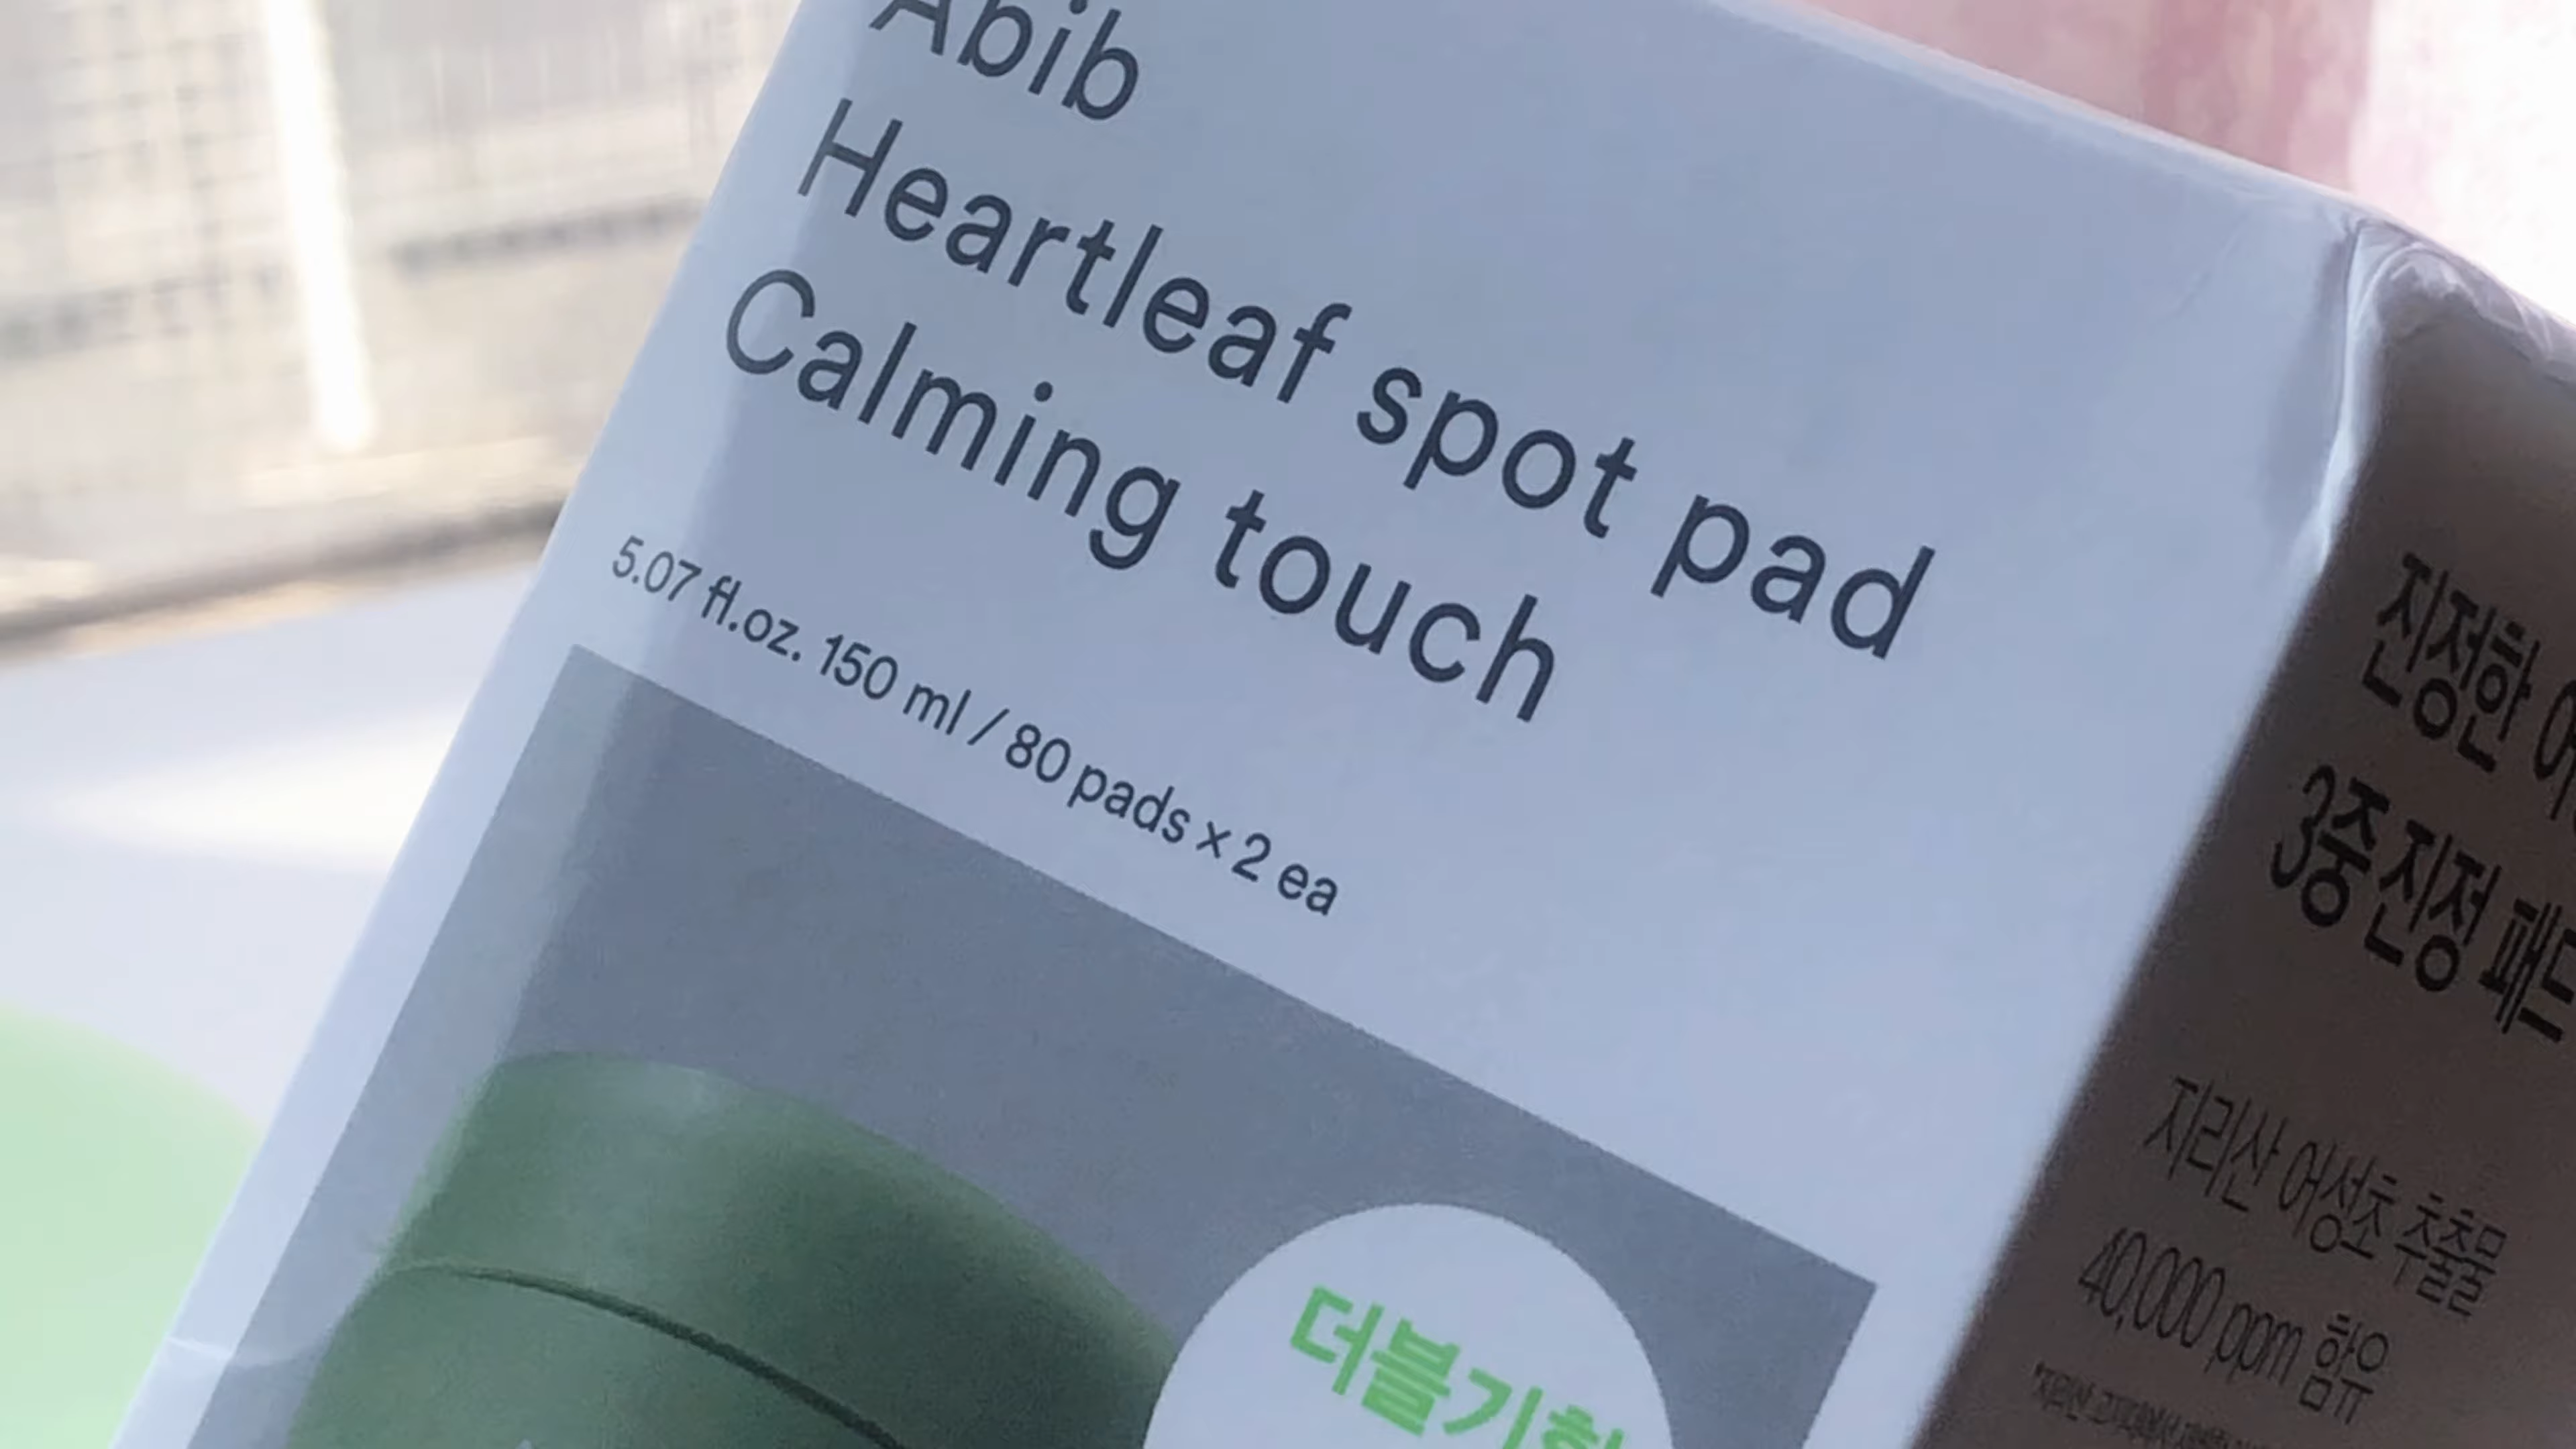 Abib
Heartleaf spot pad
Calming touch
5.07 fl.oz. 150 ml / 80 pads x 2 ea
더블기획
진정한
3중 진정 패드
지리산 어성초 추출물
40,000 ppm 함유